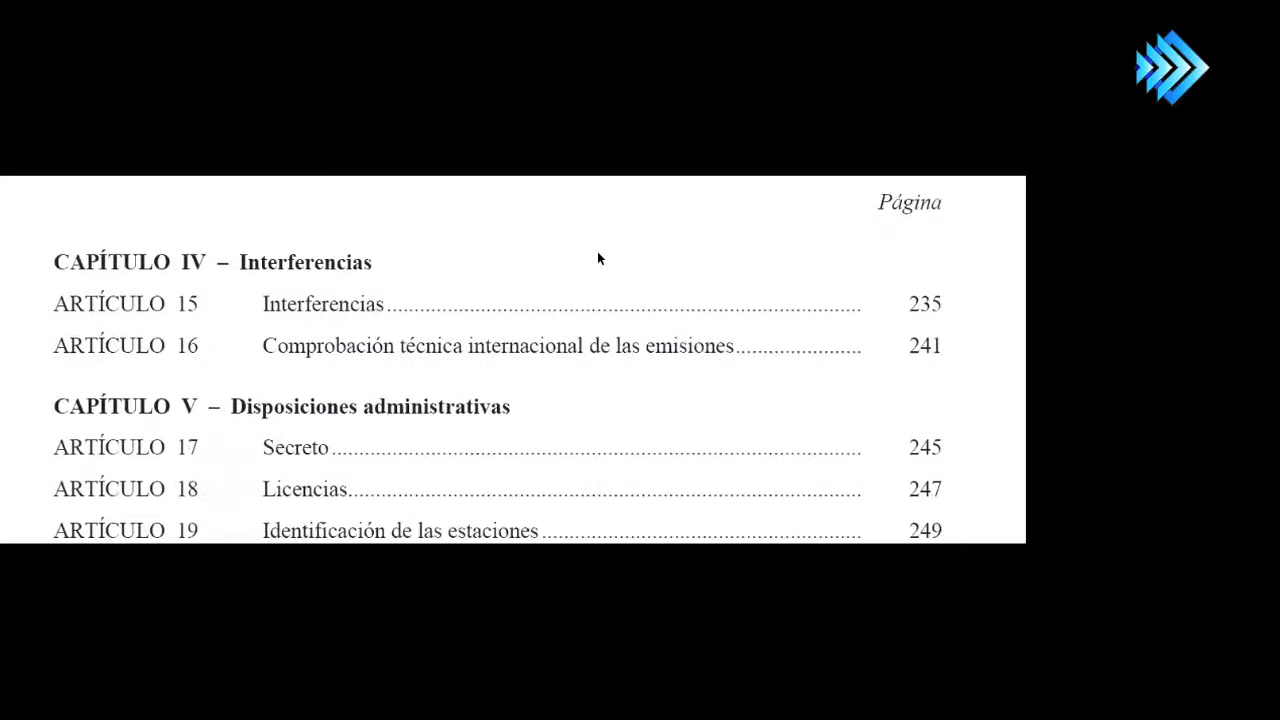 Página
CAPÍTULO IV – Interferencias
ARTÍCULO 15 Interferencias........................................................................................ 235
ARTÍCULO 16 Comprobación técnica internacional de las emisiones....................... 241
CAPÍTULO V – Disposiciones administrativas
ARTÍCULO 17 Secreto................................................................................................. 245
ARTÍCULO 18 Licencias.............................................................................................. 247
ARTÍCULO 19 Identificación de las estaciones........................................................... 249